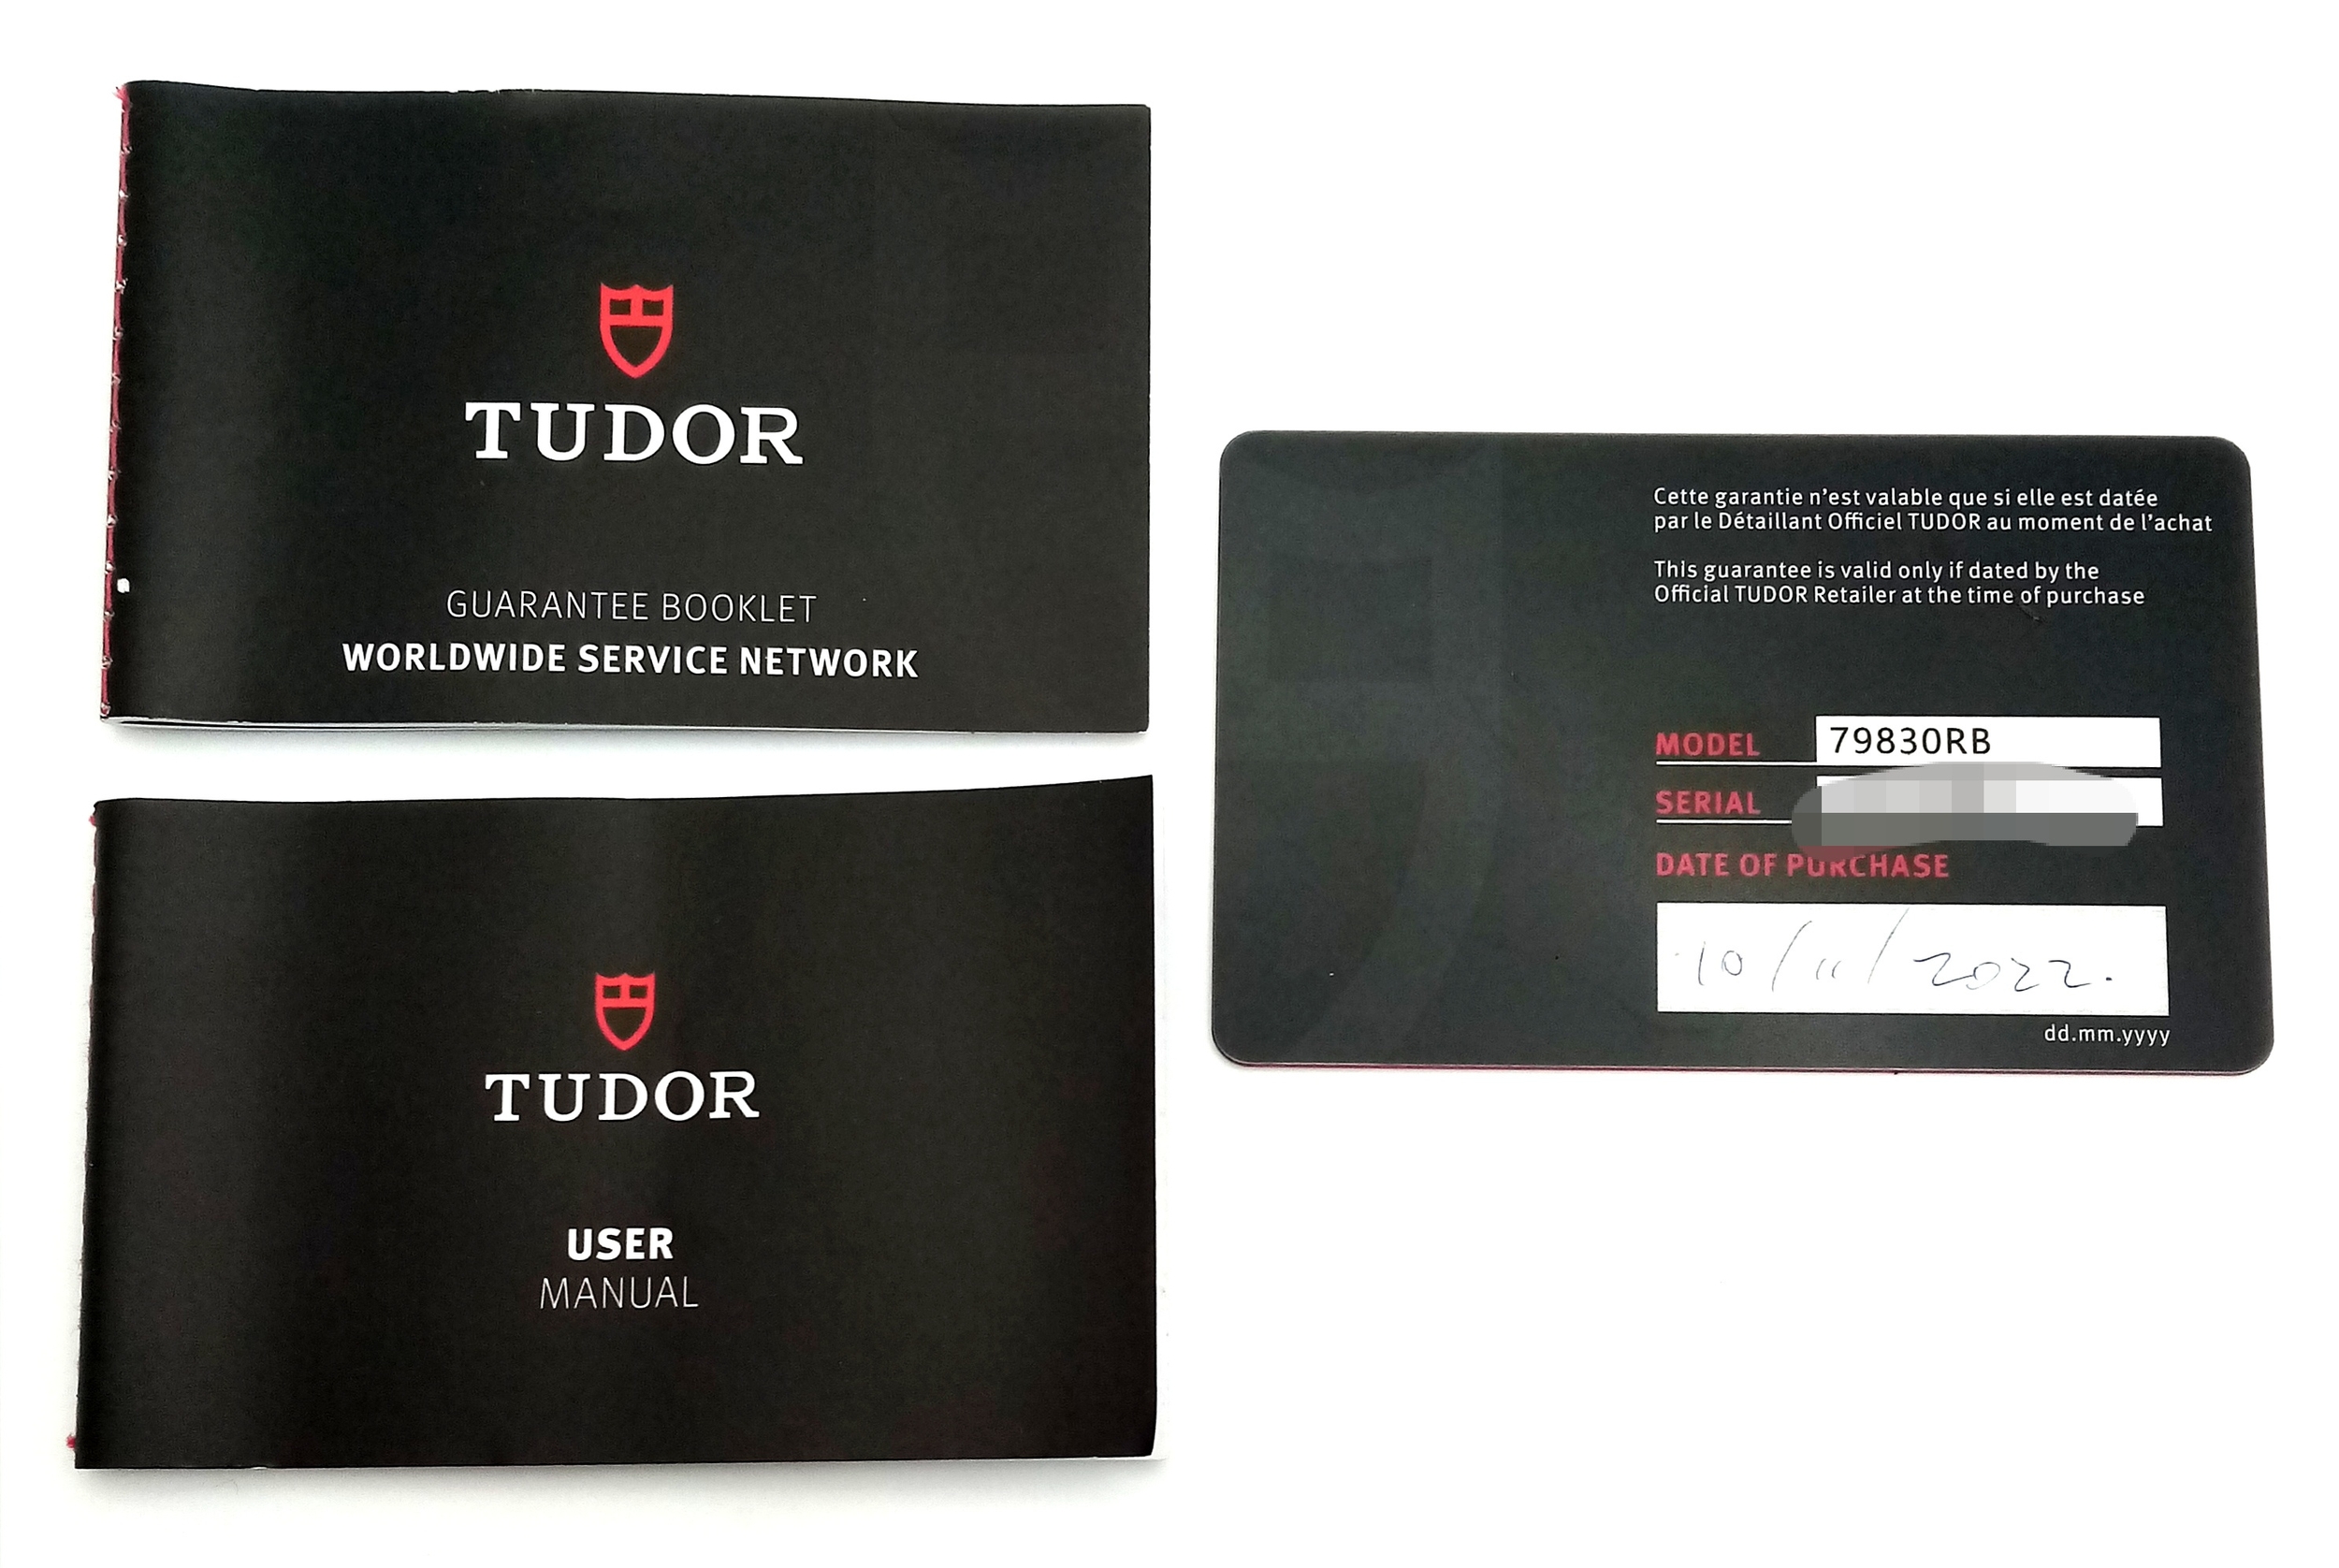 TUDOR
GUARANTEE BOOKLET
WORLDWIDE SERVICE NETWORK
TUDOR
USER
MANUAL
Cette garantie n'est valable que si elle est datée
par le Détaillant Officiel TUDOR au moment de l'achat
This guarantee is valid only if dated by the
Official TUDOR Retailer at the time of purchase
MODEL 79830RB
SERIAL
DATE OF PURCHASE
10/11/2022.
dd.mm.yyyy